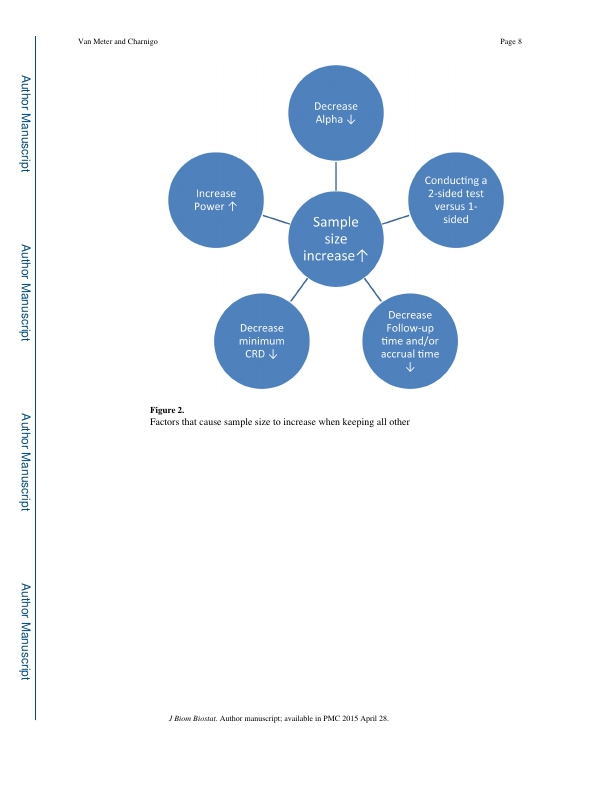 Van Meter and Charnigo
Page 8
Author Manuscript
Author Manuscript
Author Manuscript
Author Manuscript
Decrease
Alpha ↓
Increase
Power ↑
Conducting a
2-sided test
versus 1-
sided
Sample
size
increase↑
Decrease
minimum
CRD ↓
Decrease
Follow-up
time and/or
accrual time
↓
Figure 2.
Factors that cause sample size to increase when keeping all other
J Biom Biostat. Author manuscript; available in PMC 2015 April 28.